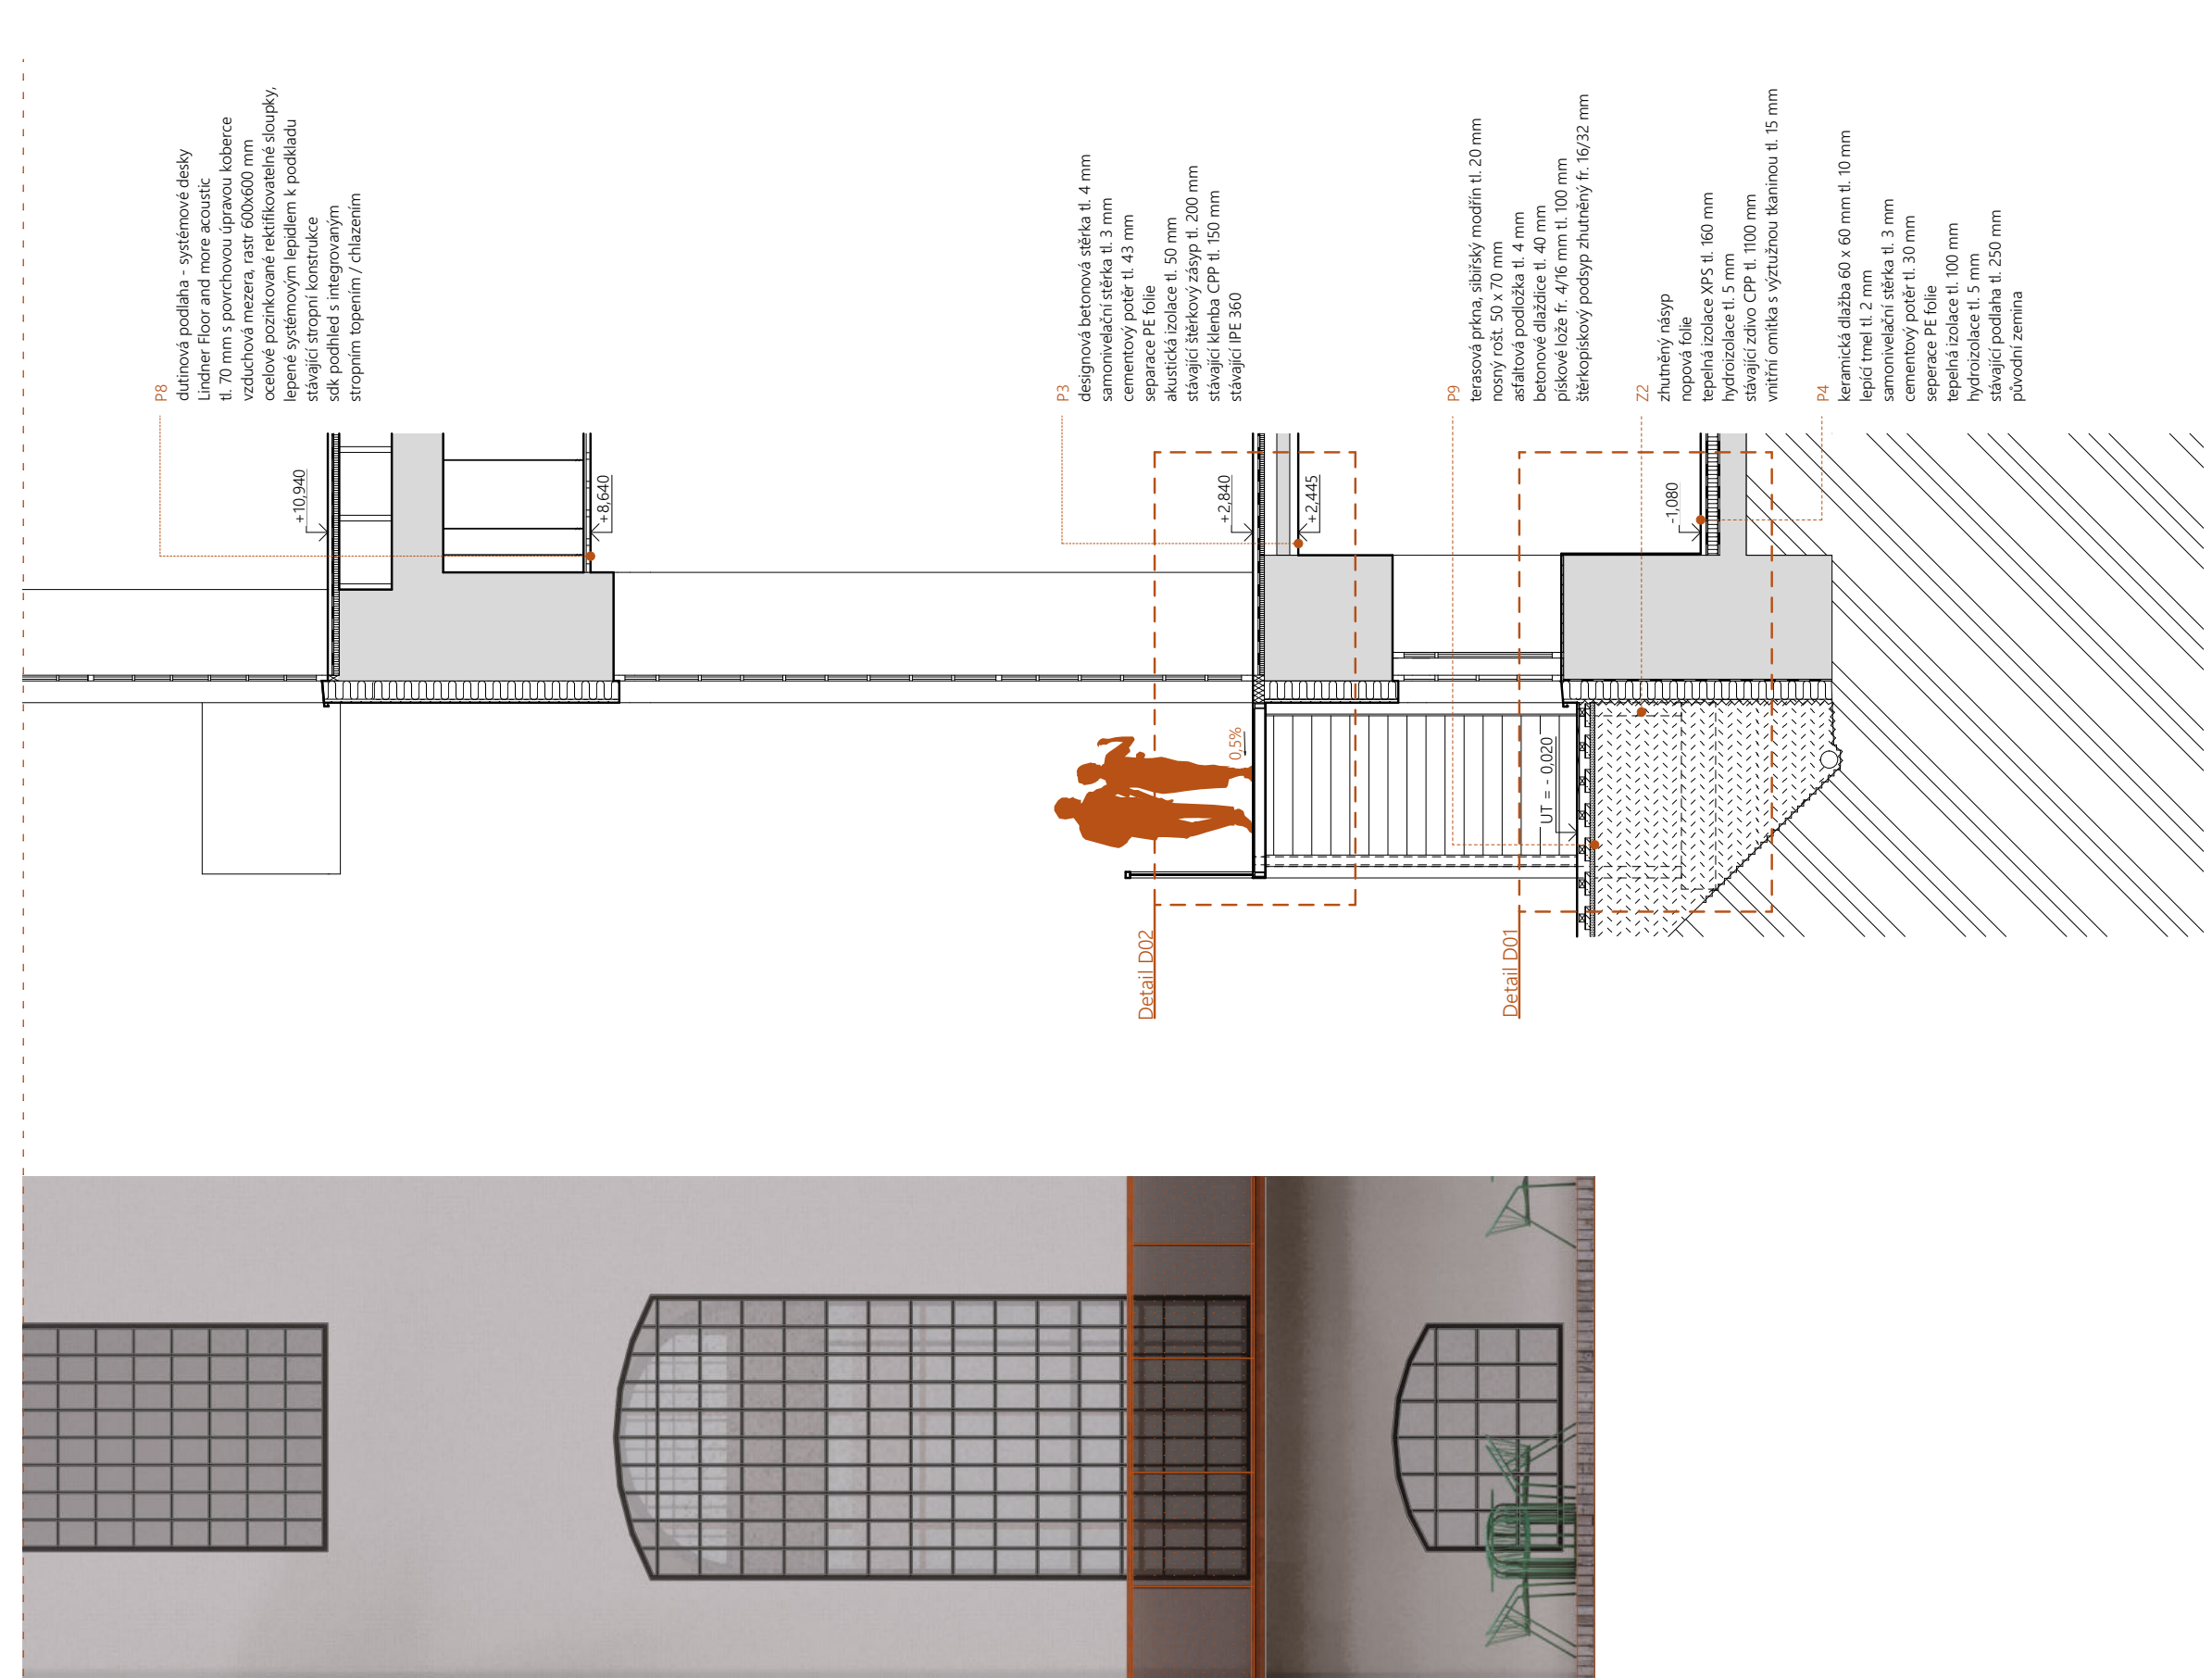 P8
dutinová podlaha - systémové desky
Lindner Floor and more acoustic
tl. 70 mm s povrchovou úpravou koberce
vzduchová mezera, rastr 600x600 mm
ocelové pozinkované rektifikovatelné sloupky,
lepené systémovým lepidlem k podkladu
stávající stropní konstrukce
sdk podhled s integrovaným
stropním topením / chlazením
+10,940
+8,640
P3
designová betonová stěrka tl. 4 mm
samonivelační stěrka tl. 3 mm
cementový potěr tl. 43 mm
separace PE folie
akustická izolace tl. 50 mm
stávající štěrkový zásyp tl. 200 mm
stávající klenba CPP tl. 150 mm
stávající IPE 360
+2,840
+2,445
0,5%
Detail D02
P9
terasová prkna, sibiřský modřín tl. 20 mm
nosný rošt. 50 x 70 mm
asfaltová podložka tl. 4 mm
betonové dlaždice tl. 40 mm
pískové lože fr. 4/16 mm tl. 100 mm
štěrkopískový podsyp zhutněný fr. 16/32 mm
UT = - 0,020
Detail D01
Z2
zhutněný násyp
nopová folie
tepelná izolace XPS tl. 160 mm
hydroizolace tl. 5 mm
stávající zdivo CPP tl. 1100 mm
vnitřní omítka s výztužnou tkaninou tl. 15 mm
-1,080
P4
keramická dlažba 60 x 60 mm tl. 10 mm
lepící tmel tl. 2 mm
samonivelační stěrka tl. 3 mm
cementový potěr tl. 30 mm
seperace PE folie
tepelná izolace tl. 100 mm
hydroizolace tl. 5 mm
stávající podlaha tl. 250 mm
původní zemina